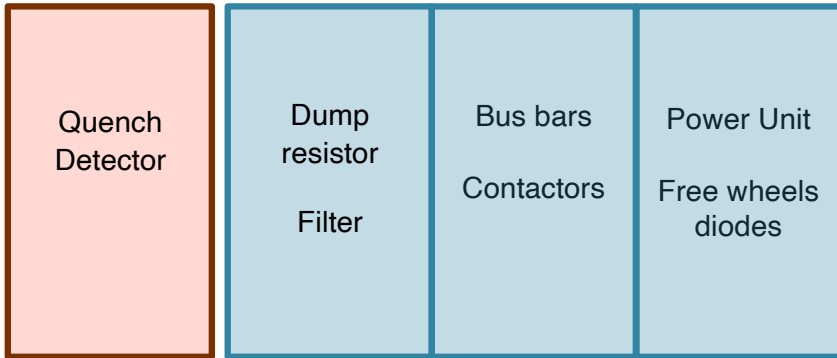 Quench
Detector
Dump
resistor
Filter
Bus bars
Contactors
Power Unit
Free wheels
diodes